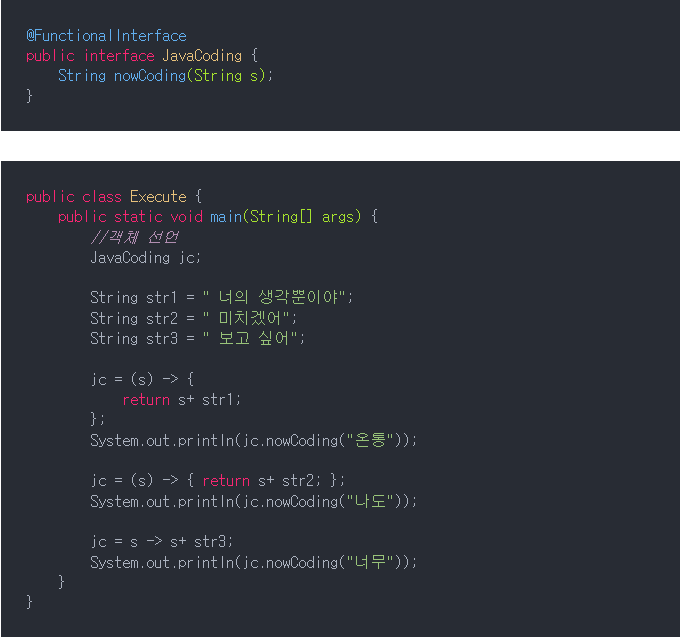 @FunctionalInterface
public interface JavaCoding {
    String nowCoding(String s);
}
public class Execute {
    public static void main(String[] args) {
        //객체 선언
        JavaCoding jc;
        String str1 = " 너의 생각뿐이야";
        String str2 = " 미치겠어";
        String str3 = " 보고 싶어";
        jc = (s) -> {
            return s+ str1;
        };
        System.out.println(jc.nowCoding("온통"));
        jc = (s) -> { return s+ str2; };
        System.out.println(jc.nowCoding("나도"));
        jc = s -> s+ str3;
        System.out.println(jc.nowCoding("너무"));
    }
}